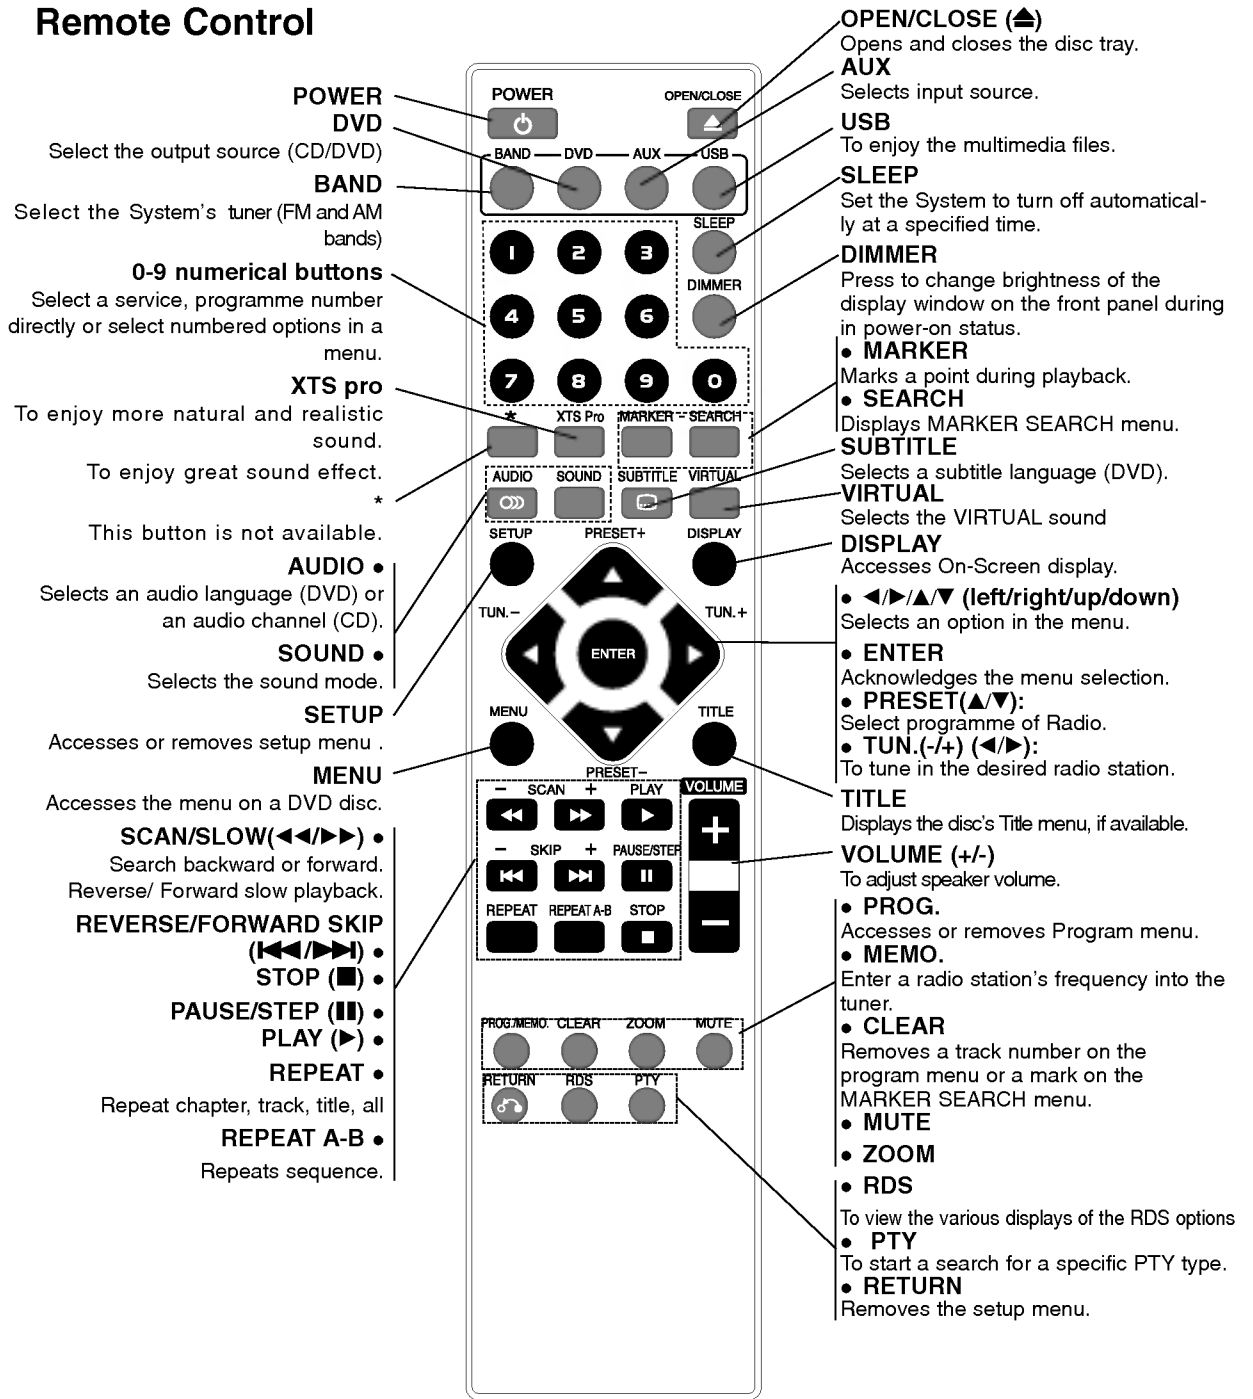 Remote Control
POWER
DVD
Select the output source (CD/DVD)
BAND
Select the System's tuner (FM and AM
bands)
0-9 numerical buttons
Select a service, programme number
directly or select numbered options in a
menu.
XTS pro
To enjoy more natural and realistic
sound.
To enjoy great sound effect.
*
This button is not available.
AUDIO ●
Selects an audio language (DVD) or
an audio channel (CD).
SOUND ●
Selects the sound mode.
SETUP
Accesses or removes setup menu .
MENU
Accesses the menu on a DVD disc.
SCAN/SLOW(◀◀/▶▶) ●
Search backward or forward.
Reverse/ Forward slow playback.
REVERSE/FORWARD SKIP
(|◀◀/▶▶|) ●
STOP (■) ●
PAUSE/STEP (▮▮) ●
PLAY (▶) ●
REPEAT ●
Repeat chapter, track, title, all
REPEAT A-B ●
Repeats sequence.
POWER OPEN/CLOSE
BAND DVD AUX USB
SLEEP
1 2 3
DIMMER
4 5 6
7 8 9 0
* XTS Pro MARKER - SEARCH
AUDIO SOUND SUBTITLE VIRTUAL
SETUP PRESET+ DISPLAY
TUN.- TUN.+
ENTER
MENU TITLE
PRESET-
- SCAN + PLAY VOLUME
+
- SKIP + PAUSE/STEP
REPEAT REPEAT A-B STOP
-
PROG./MEMO. CLEAR ZOOM MUTE
RETURN RDS PTY
OPEN/CLOSE (⏏)
Opens and closes the disc tray.
AUX
Selects input source.
USB
To enjoy the multimedia files.
SLEEP
Set the System to turn off automatical-
ly at a specified time.
DIMMER
Press to change brightness of the
display window on the front panel during
in power-on status.
● MARKER
Marks a point during playback.
● SEARCH
Displays MARKER SEARCH menu.
SUBTITLE
Selects a subtitle language (DVD).
VIRTUAL
Selects the VIRTUAL sound
DISPLAY
Accesses On-Screen display.
● ◀/▶/▲/▼ (left/right/up/down)
Selects an option in the menu.
● ENTER
Acknowledges the menu selection.
● PRESET(▲/▼):
Select programme of Radio.
● TUN.(-/+) (◀/▶):
To tune in the desired radio station.
TITLE
Displays the disc's Title menu, if available.
VOLUME (+/-)
To adjust speaker volume.
● PROG.
Accesses or removes Program menu.
● MEMO.
Enter a radio station's frequency into the
tuner.
● CLEAR
Removes a track number on the
program menu or a mark on the
MARKER SEARCH menu.
● MUTE
● ZOOM
● RDS
To view the various displays of the RDS options
● PTY
To start a search for a specific PTY type.
● RETURN
Removes the setup menu.